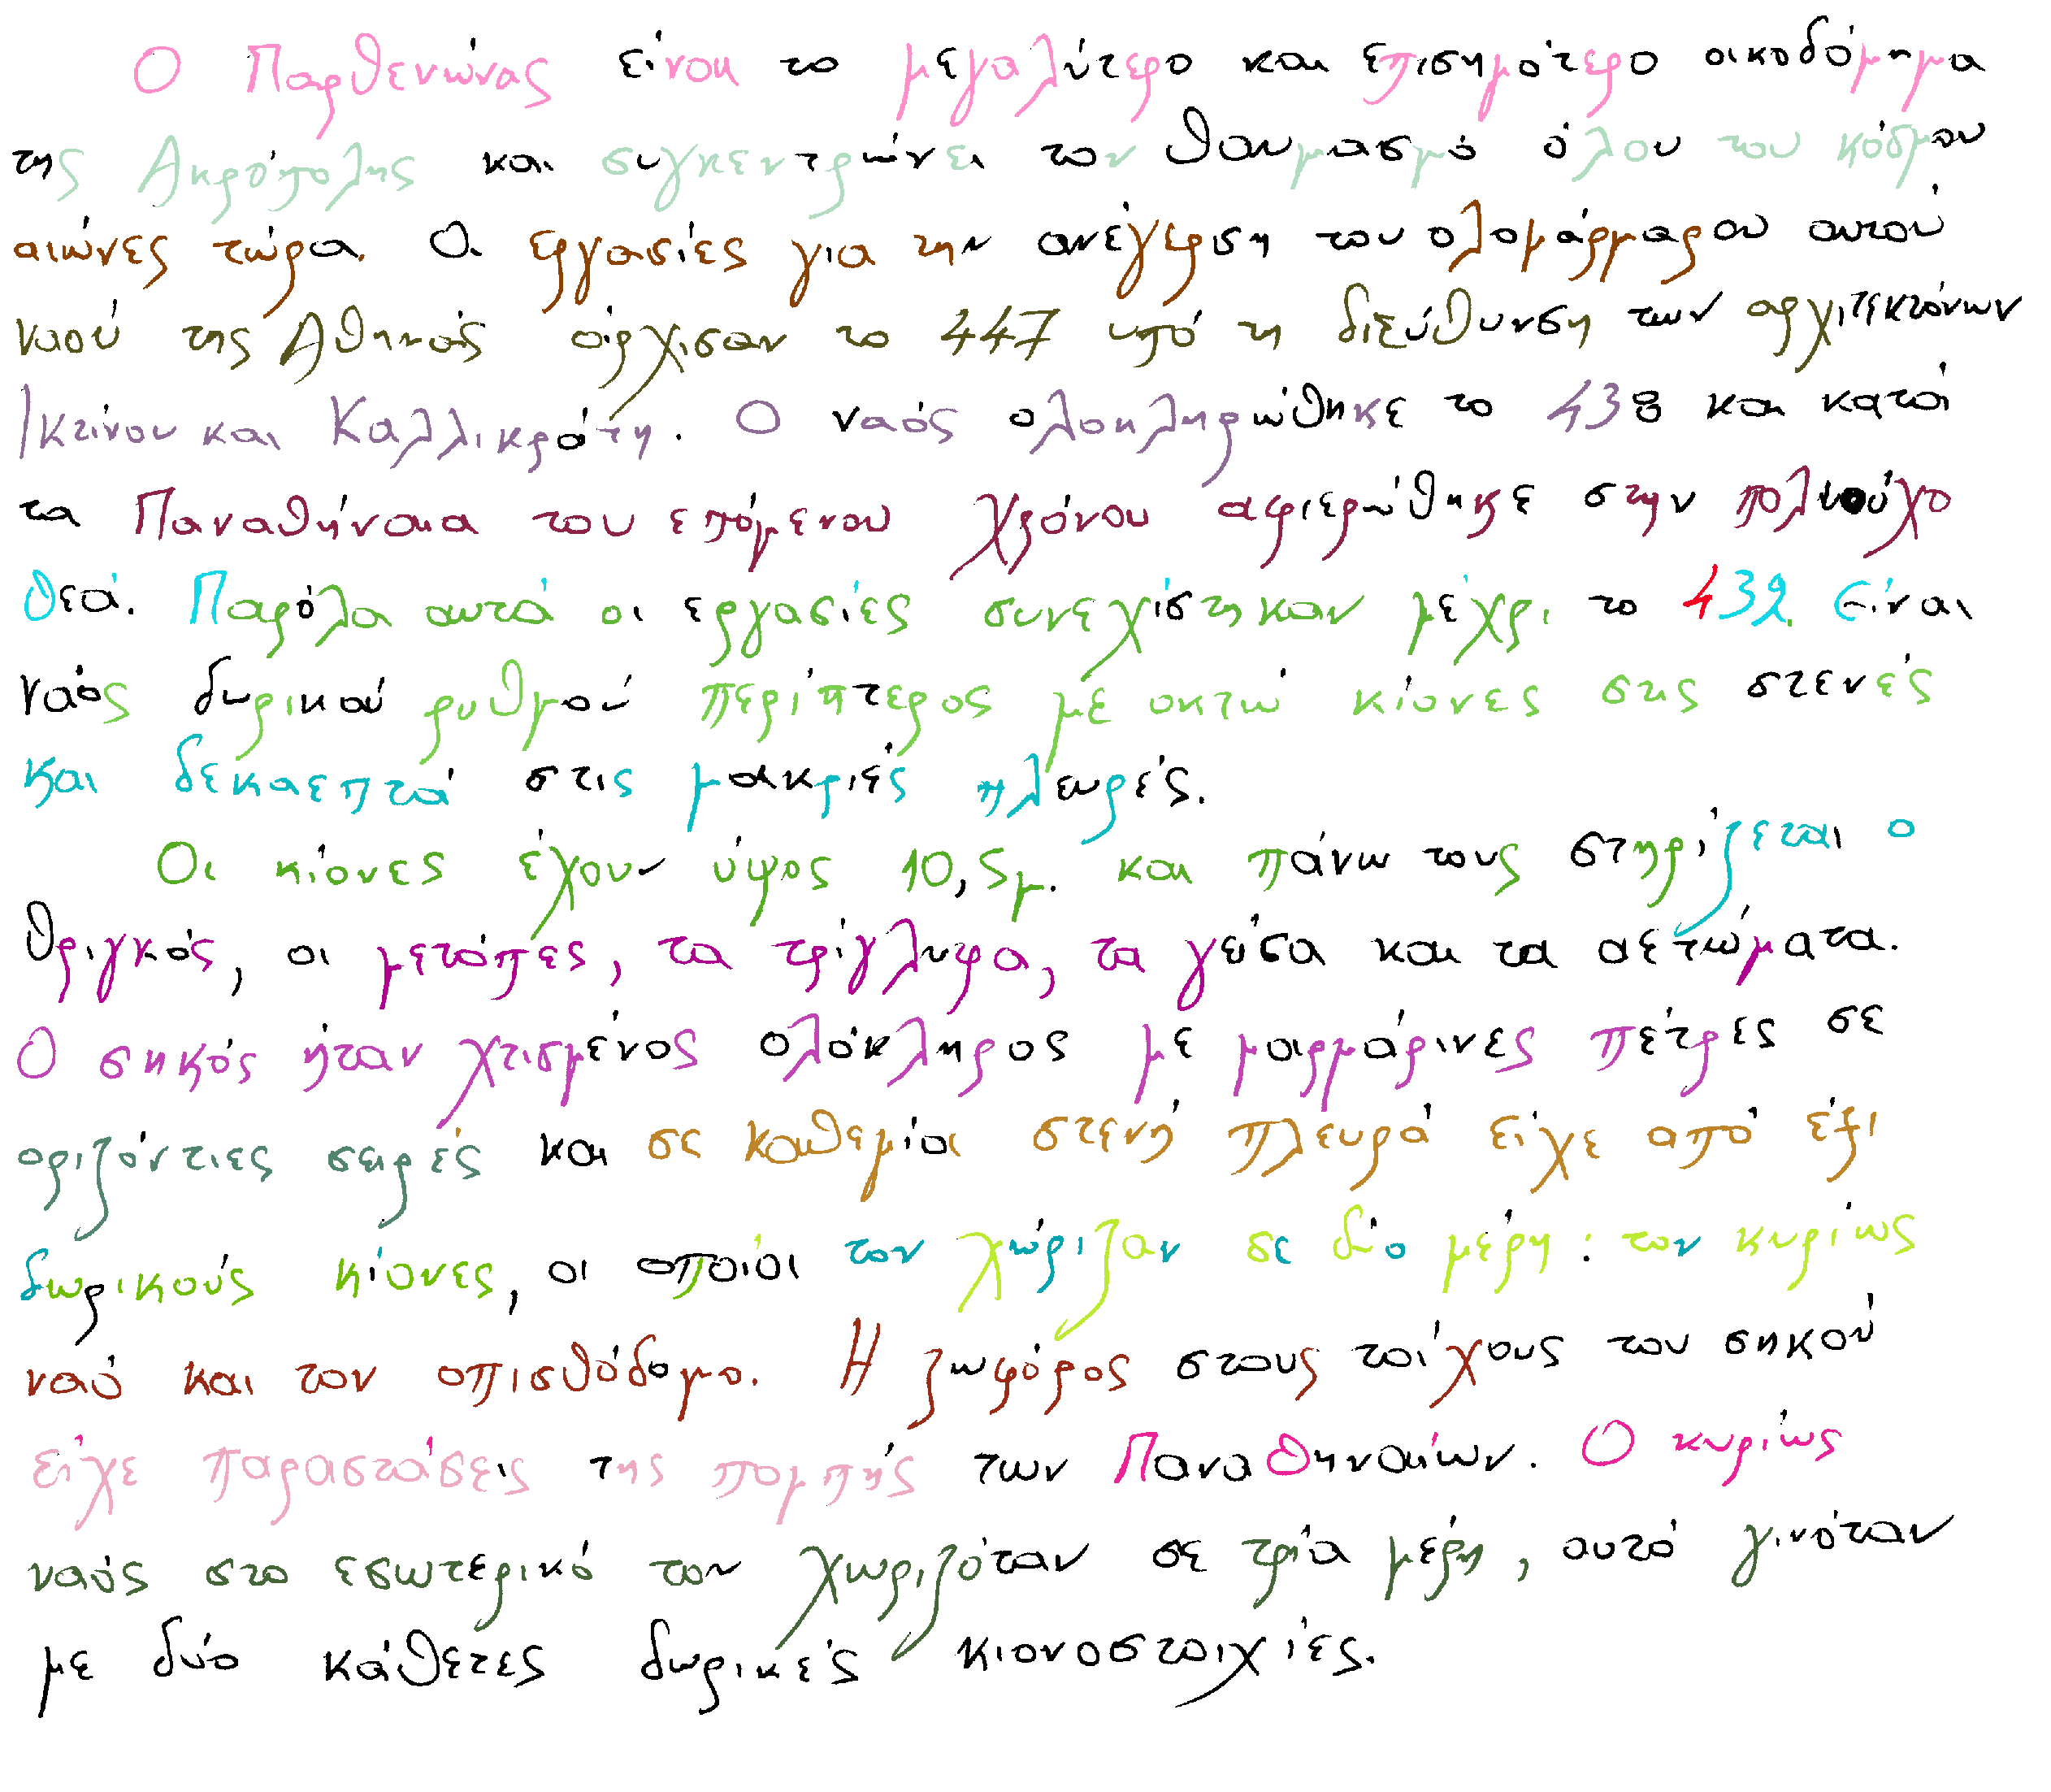 Ο Παρθενώνας είναι το μεγαλύτερο και επισημότερο οικοδόμημα
της Ακρόπολης και συγκεντρώνει τον θαυμασμό όλου του κόσμου
αιώνες τώρα. Οι εργασίες για την ανέγερση του ολομάρμαρου αυτού
ναού της Αθηνάς άρχισαν το 447 υπό τη διεύθυνση των αρχιτεκτόνων
Ικτίνου και Καλλικράτη. Ο ναός ολοκληρώθηκε το 438 και κατά
τα Παναθήναια του επόμενου χρόνου αφιερώθηκε στην πολιούχο
θεά. Παρόλα αυτά οι εργασίες συνεχίστηκαν μέχρι το 432. Είναι
ναός δωρικού ρυθμού περίπτερος με οκτώ κίονες στις στενές
και δεκαεπτά στις μακριές πλευρές.
Οι κίονες έχουν ύψος 10,5μ. και πάνω τους στηρίζεται ο
θριγκός, οι μετόπες, τα τρίγλυφα, τα γείσα και τα αετώματα.
Ο σηκός ήταν χτισμένος ολόκληρος με μαρμάρινες πέτρες σε
οριζόντιες σειρές και σε καθεμία στενή πλευρά είχε από έξι
δωρικούς κίονες, οι οποίοι τον χώριζαν σε δύο μέρη: τον κυρίως
ναό και τον οπισθόδομο. Η ζωφόρος στους τοίχους του σηκού
είχε παραστάσεις της πομπής των Παναθηναίων. Ο κυρίως
ναός στο εσωτερικό του χωριζόταν σε τρία μέρη, αυτό γινόταν
με δύο κάθετες δωρικές κιονοστοιχίες.